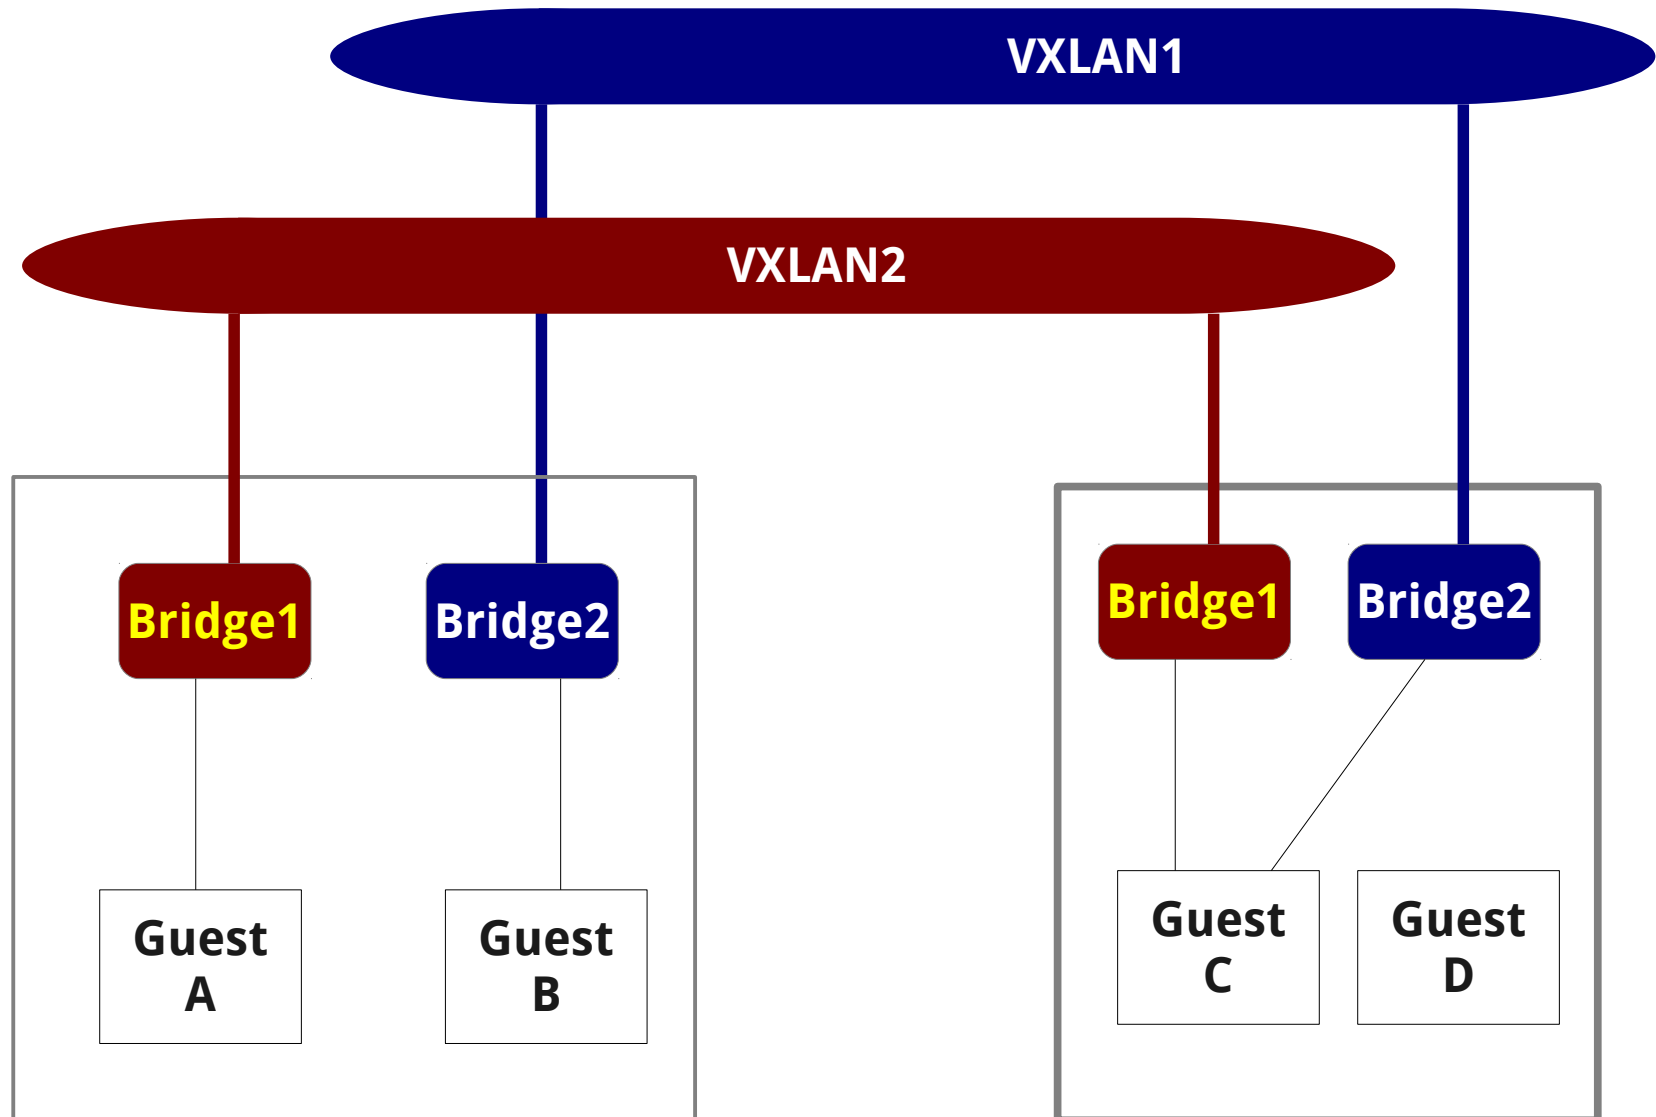 VXLAN1
VXLAN2
Bridge1
Bridge2
Bridge1
Bridge2
Guest
A
Guest
B
Guest
C
Guest
D